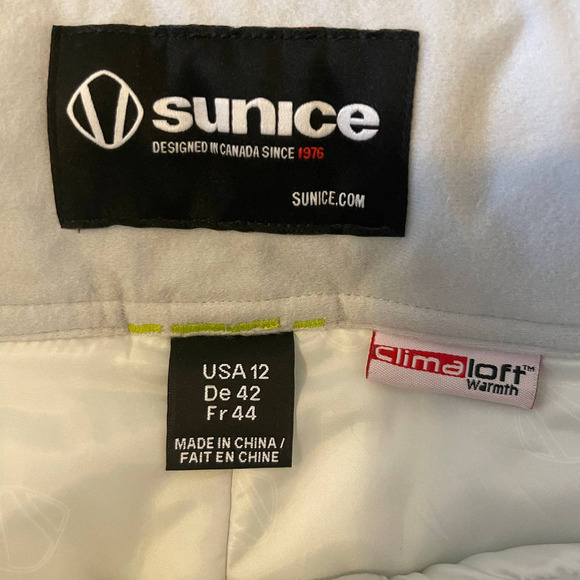 sunice
DESIGNED IN CANADA SINCE 1976
SUNICE.COM
USA 12
De 42
Fr 44
MADE IN CHINA /
FAIT EN CHINE
climaloft™
Warmth